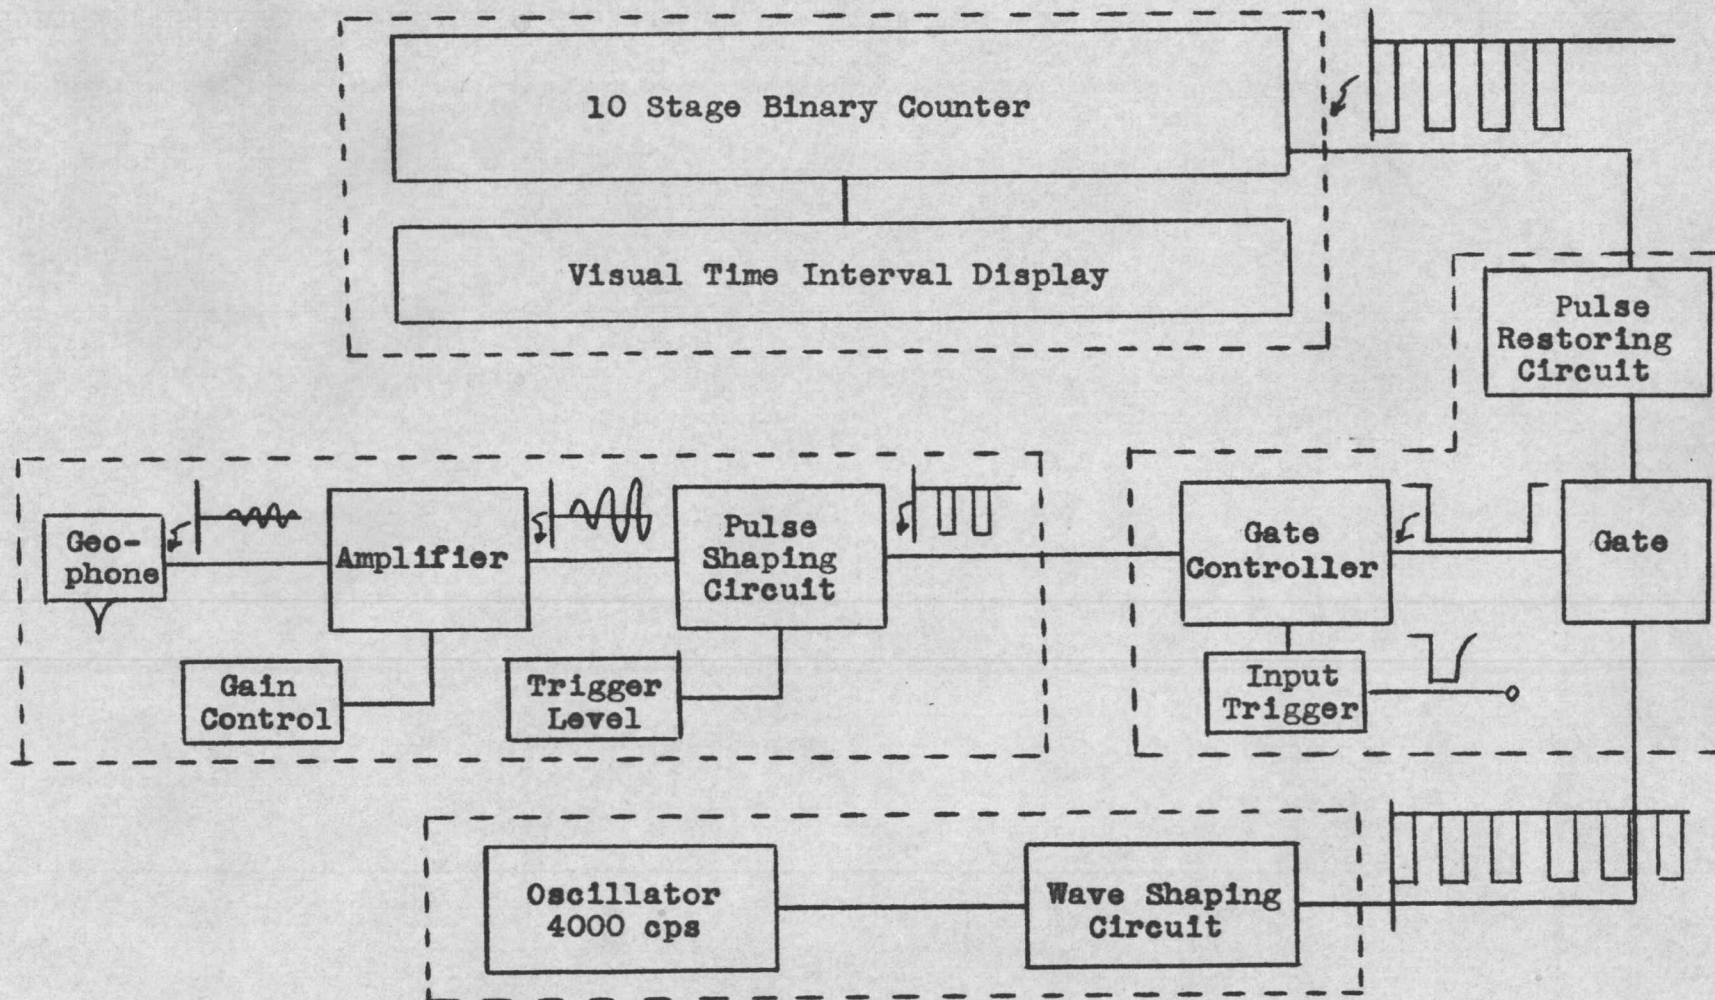 10 Stage Binary Counter
Visual Time Interval Display
Pulse
Restoring
Circuit
Geo-
phone
Amplifier
Pulse
Shaping
Circuit
Gate
Controller
Gate
Gain
Control
Trigger
Level
Input
Trigger
Oscillator
4000 cps
Wave Shaping
Circuit